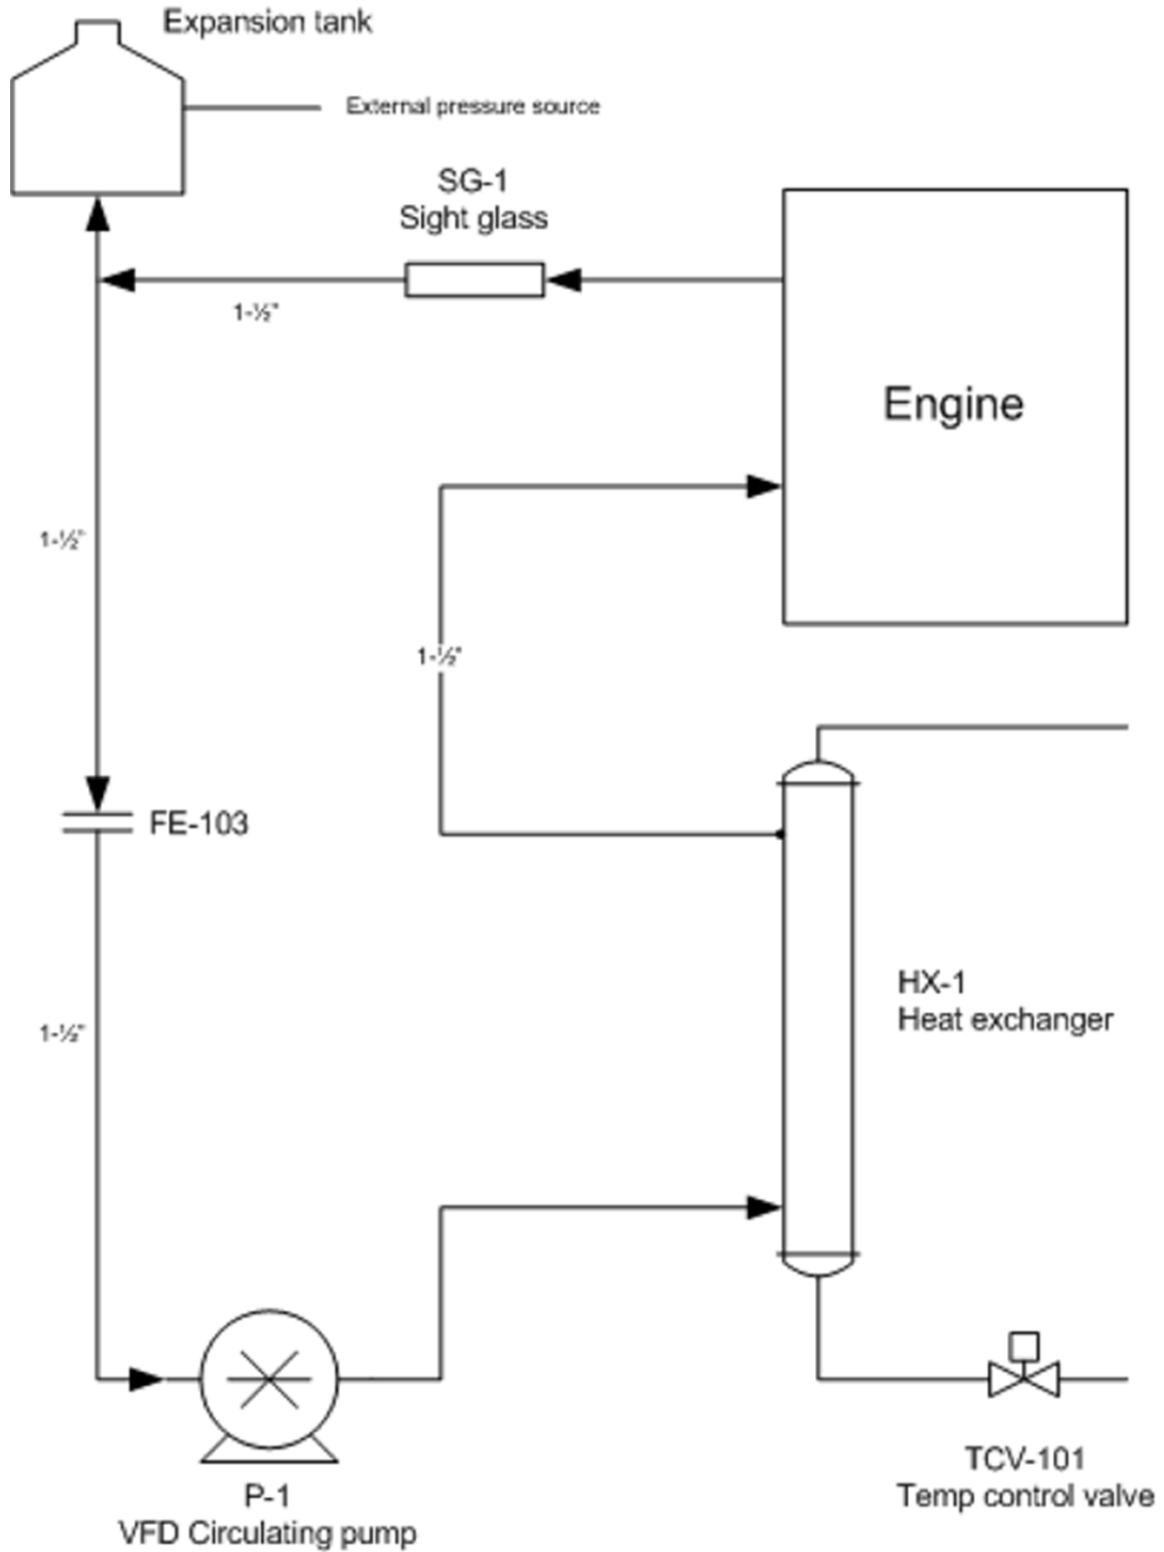 Expansion tank
External pressure source
SG-1
Sight glass
1-½"
Engine
1-½"
1-½"
FE-103
HX-1
Heat exchanger
1-½"
TCV-101
Temp control valve
P-1
VFD Circulating pump